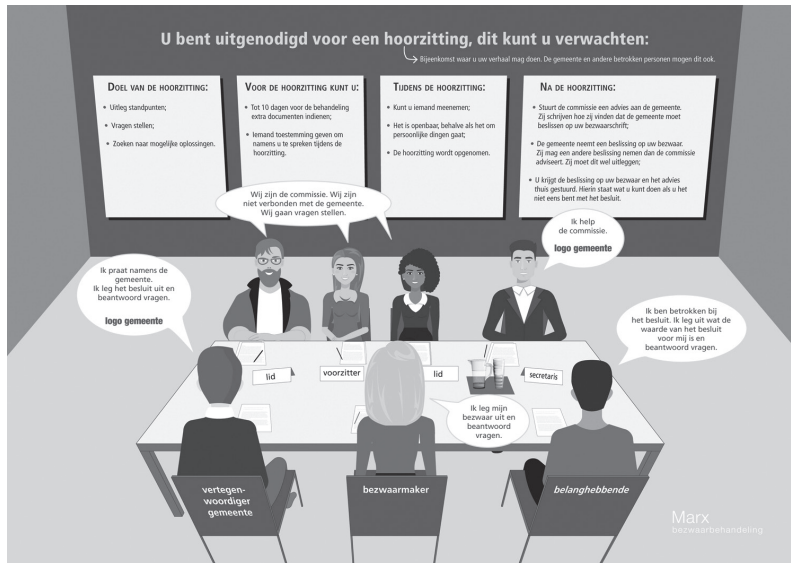 U bent uitgenodigd voor een hoorzitting, dit kunt u verwachten:
Bijeenkomst waar u uw verhaal mag doen. De gemeente en andere betrokken personen mogen dit ook.
DOEL VAN DE HOORZITTING:
• Uitleg standpunten;
• Vragen stellen;
• Zoeken naar mogelijke oplossingen.
VOOR DE HOORZITTING KUNT U:
• Tot 10 dagen voor de behandeling
extra documenten indienen;
• Iemand toestemming geven om
namens u te spreken tijdens de
hoorzitting.
TIJDENS DE HOORZITTING:
• Kunt u iemand meenemen;
• Het is openbaar, behalve als het om
persoonlijke dingen gaat;
• De hoorzitting wordt opgenomen.
NA DE HOORZITTING:
• Stuurt de commissie een advies aan de gemeente.
Zij schrijven hoe zij vinden dat de gemeente moet
beslissen op uw bezwaarschrift;
• De gemeente neemt een beslissing op uw bezwaar.
Zij mag een andere beslissing nemen dan de commissie
adviseert. Zij moet dit wel uitleggen;
• U krijgt de beslissing op uw bezwaar en het advies
thuis gestuurd. Hierin staat wat u kunt doen als u het
niet eens bent met het besluit.
Wij zijn de commissie. Wij zijn
niet verbonden met de gemeente.
Wij gaan vragen stellen.
Ik help
de commissie.
logo gemeente
Ik praat namens de
gemeente.
Ik leg het besluit uit en
beantwoord vragen.
logo gemeente
Ik ben betrokken bij
het besluit. Ik leg uit wat de
waarde van het besluit
voor mij is en
beantwoord vragen.
lid
voorzitter
lid
secretaris
Ik leg mijn
bezwaar uit en
beantwoord
vragen.
vertegen-
woordiger
gemeente
bezwaarmaker
belanghebbende
Marx
bezwaarbehandeling